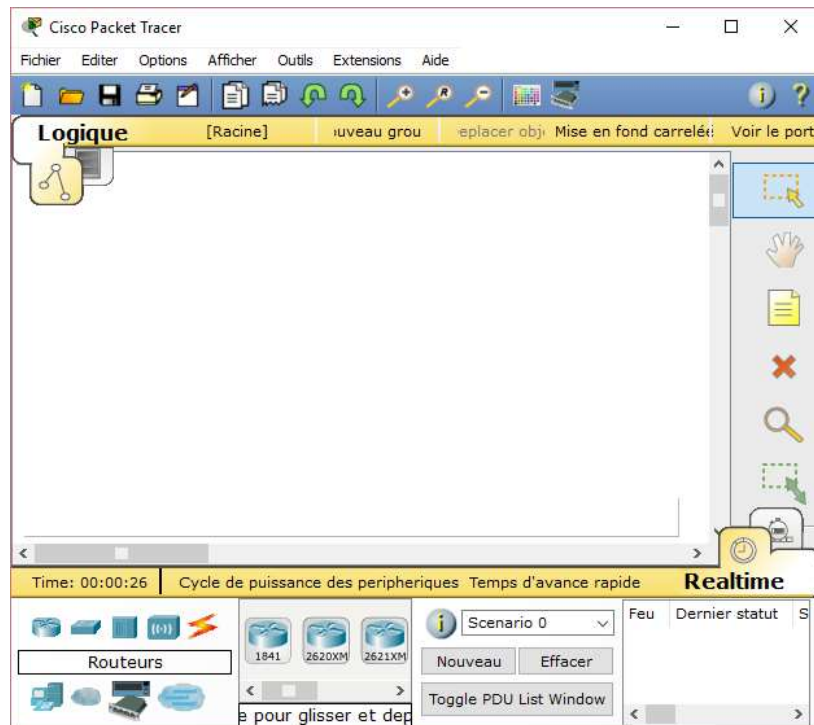 Cisco Packet Tracer
Fichier Editer Options Afficher Outils Extensions Aide
R
i ?
Logique [Racine] uveau grou eplacer obj Mise en fond carrelé Voir le port
Time: 00:00:26 Cycle de puissance des peripheriques Temps d'avance rapide Realtime
Routeurs
1841 2620XM 2621XM
e pour glisser et dep
i Scenario 0
Nouveau Effacer
Toggle PDU List Window
Feu Dernier statut S